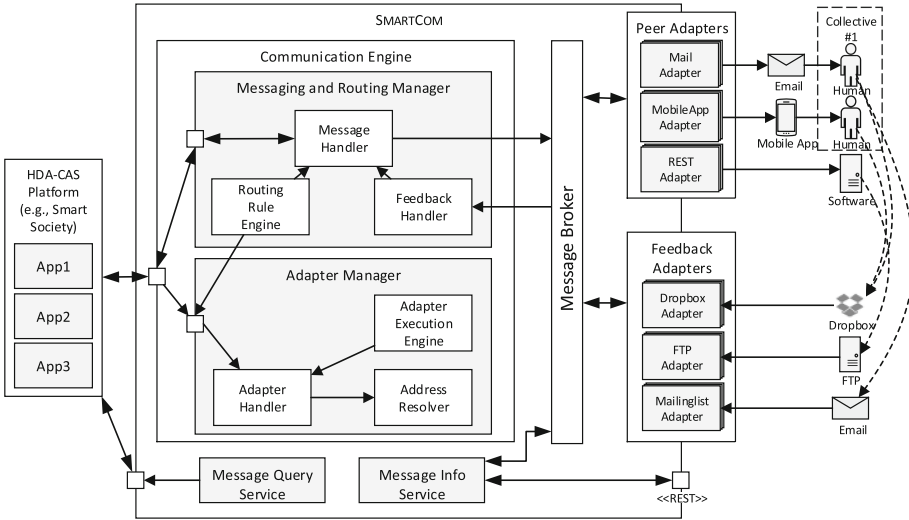 SMARTCOM
Communication Engine
Messaging and Routing Manager
Message
Handler
Routing
Rule
Engine
Feedback
Handler
Adapter Manager
Adapter
Execution
Engine
Adapter
Handler
Address
Resolver
HDA-CAS
Platform
(e.g., Smart
Society)
App1
App2
App3
Message Query
Service
Message Info
Service
Message Broker
Peer Adapters
Mail
Adapter
MobileApp
Adapter
REST
Adapter
Feedback
Adapters
Dropbox
Adapter
FTP
Adapter
Mailinglist
Adapter
<<REST>>
Collective
#1
Email
Human
Mobile App
Human
Software
Dropbox
FTP
Email